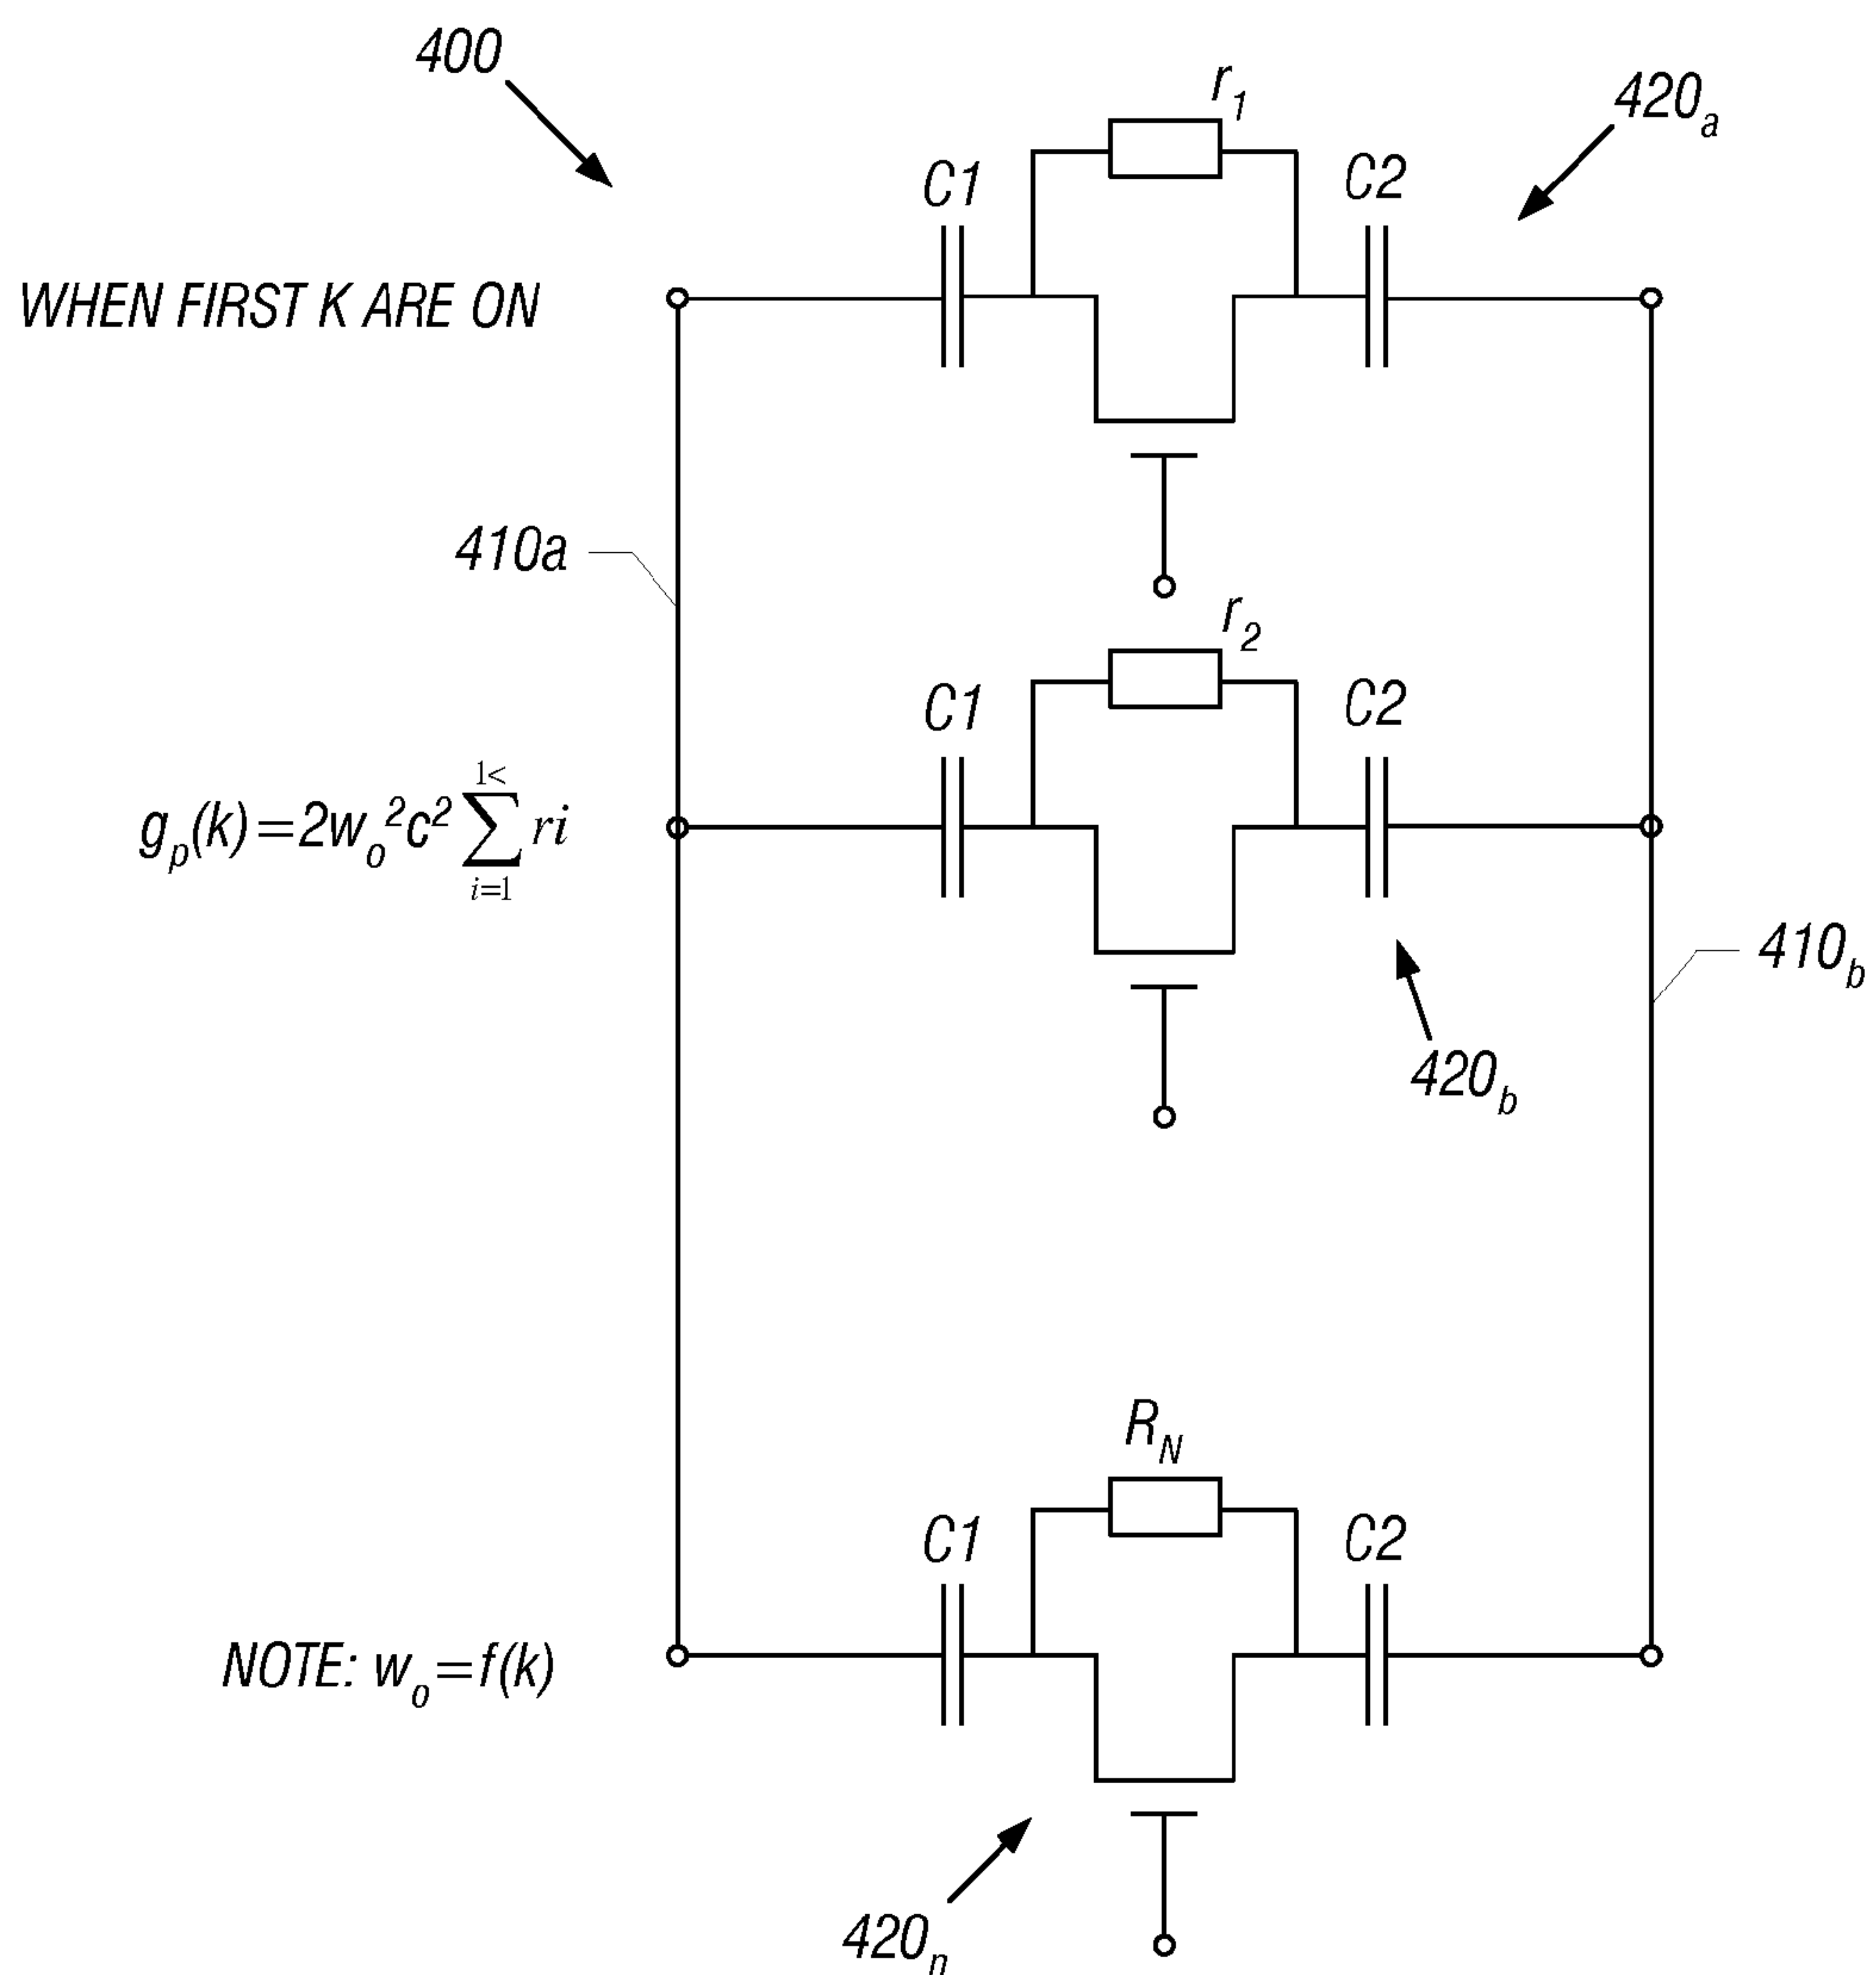 400
r1
420a
C1
C2
WHEN FIRST K ARE ON
410a
r2
C1
C2
1<
gp(k)=2wo²c²∑ri
i=1
410b
420b
RN
C1
C2
NOTE: wo=f(k)
420n